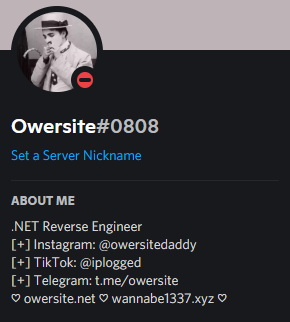 Owersite#0808
Set a Server Nickname
ABOUT ME
.NET Reverse Engineer
[+] Instagram: @owersitedaddy
[+] TikTok: @iplogged
[+] Telegram: t.me/owersite
♡ owersite.net ♡ wannabe1337.xyz ♡